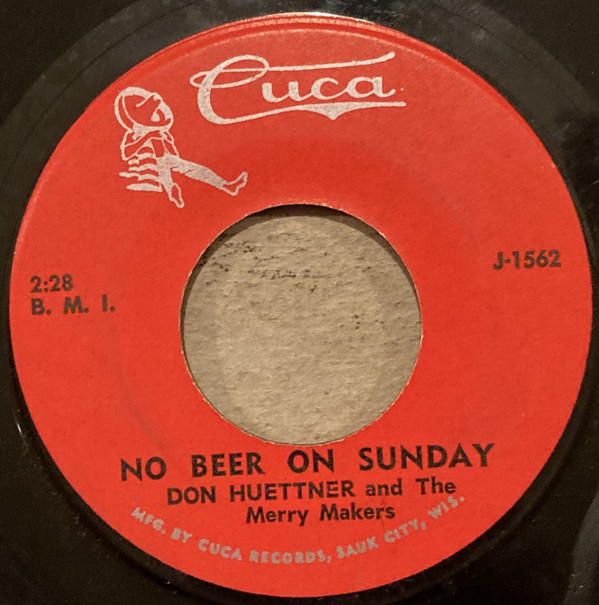 Cuca
2:28
B. M. I.
J-1562
NO BEER ON SUNDAY
DON HUETTNER and The
Merry Makers
MFG. BY CUCA RECORDS, SAUK CITY, WIS.